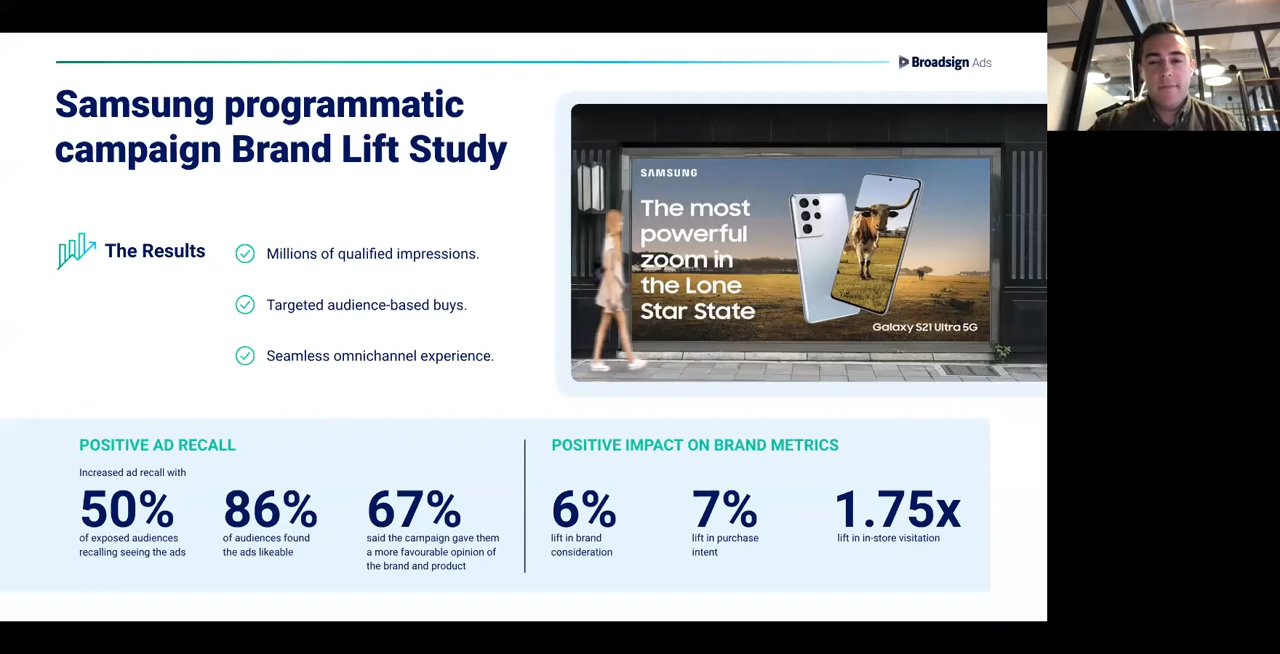 Broadsign Ads
Samsung programmatic
campaign Brand Lift Study
The Results
Millions of qualified impressions.
Targeted audience-based buys.
Seamless omnichannel experience.
SAMSUNG
The most
powerful
zoom in
the Lone
Star State
Galaxy S21 Ultra 5G
POSITIVE AD RECALL
Increased ad recall with
50%
of exposed audiences
recalling seeing the ads
86%
of audiences found
the ads likeable
67%
said the campaign gave them
a more favourable opinion of
the brand and product
POSITIVE IMPACT ON BRAND METRICS
6%
lift in brand
consideration
7%
lift in purchase
intent
1.75x
lift in in-store visitation